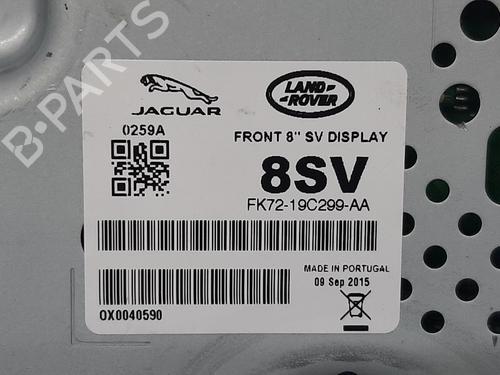 B-PARTS
JAGUAR
LAND-
-ROVER
0259A
FRONT 8" SV DISPLAY
8SV
FK72-19C299-AA
MADE IN PORTUGAL
09 Sep 2015
OX0040590